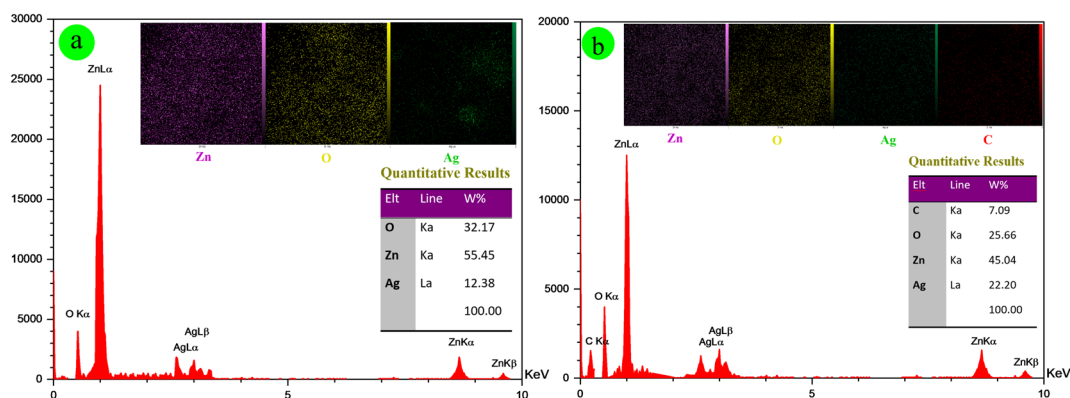 a
30000
25000
20000
15000
10000
5000
0
ZnLα
O Kα
AgLβ
AgLα
ZnKα
ZnKβ
0
5
10
KeV
Zn
O
Ag
Quantitative Results
Elt Line W%
O Ka 32.17
Zn Ka 55.45
Ag La 12.38
100.00
b
20000
15000
10000
5000
0
ZnLα
O Kα
C Kα
AgLβ
AgLα
ZnKα
ZnKβ
0
5
10
KeV
Zn
O
Ag
C
Quantitative Results
Elt Line W%
C Ka 7.09
O Ka 25.66
Zn Ka 45.04
Ag La 22.20
100.00